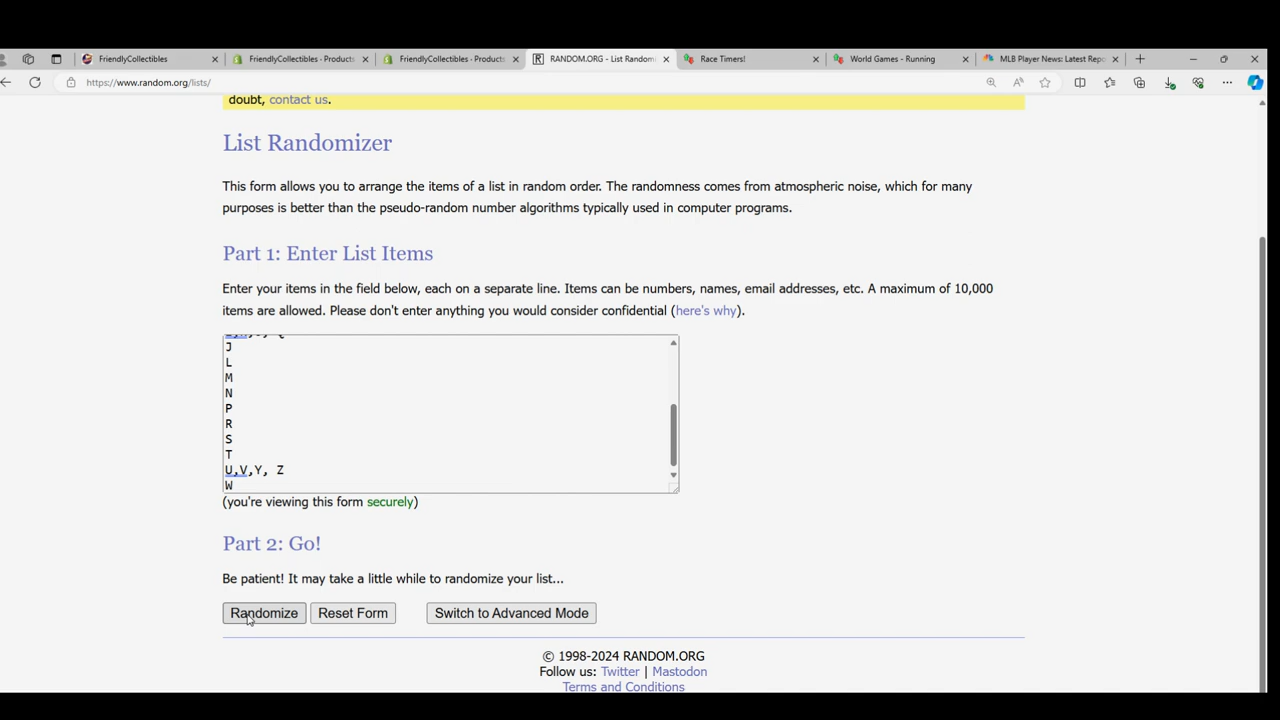 FriendlyCollectibles
FriendlyCollectibles - Products
FriendlyCollectibles - Products
RANDOM.ORG - List Random
Race Timers!
World Games - Running
MLB Player News: Latest Repo
https://www.random.org/lists/
doubt, contact us.
List Randomizer
This form allows you to arrange the items of a list in random order. The randomness comes from atmospheric noise, which for many
purposes is better than the pseudo-random number algorithms typically used in computer programs.
Part 1: Enter List Items
Enter your items in the field below, each on a separate line. Items can be numbers, names, email addresses, etc. A maximum of 10,000
items are allowed. Please don't enter anything you would consider confidential (here's why).
J
L
M
N
P
R
S
T
U,V,Y, Z
W
(you're viewing this form securely)
Part 2: Go!
Be patient! It may take a little while to randomize your list...
Randomize Reset Form Switch to Advanced Mode
© 1998-2024 RANDOM.ORG
Follow us: Twitter | Mastodon
Terms and Conditions